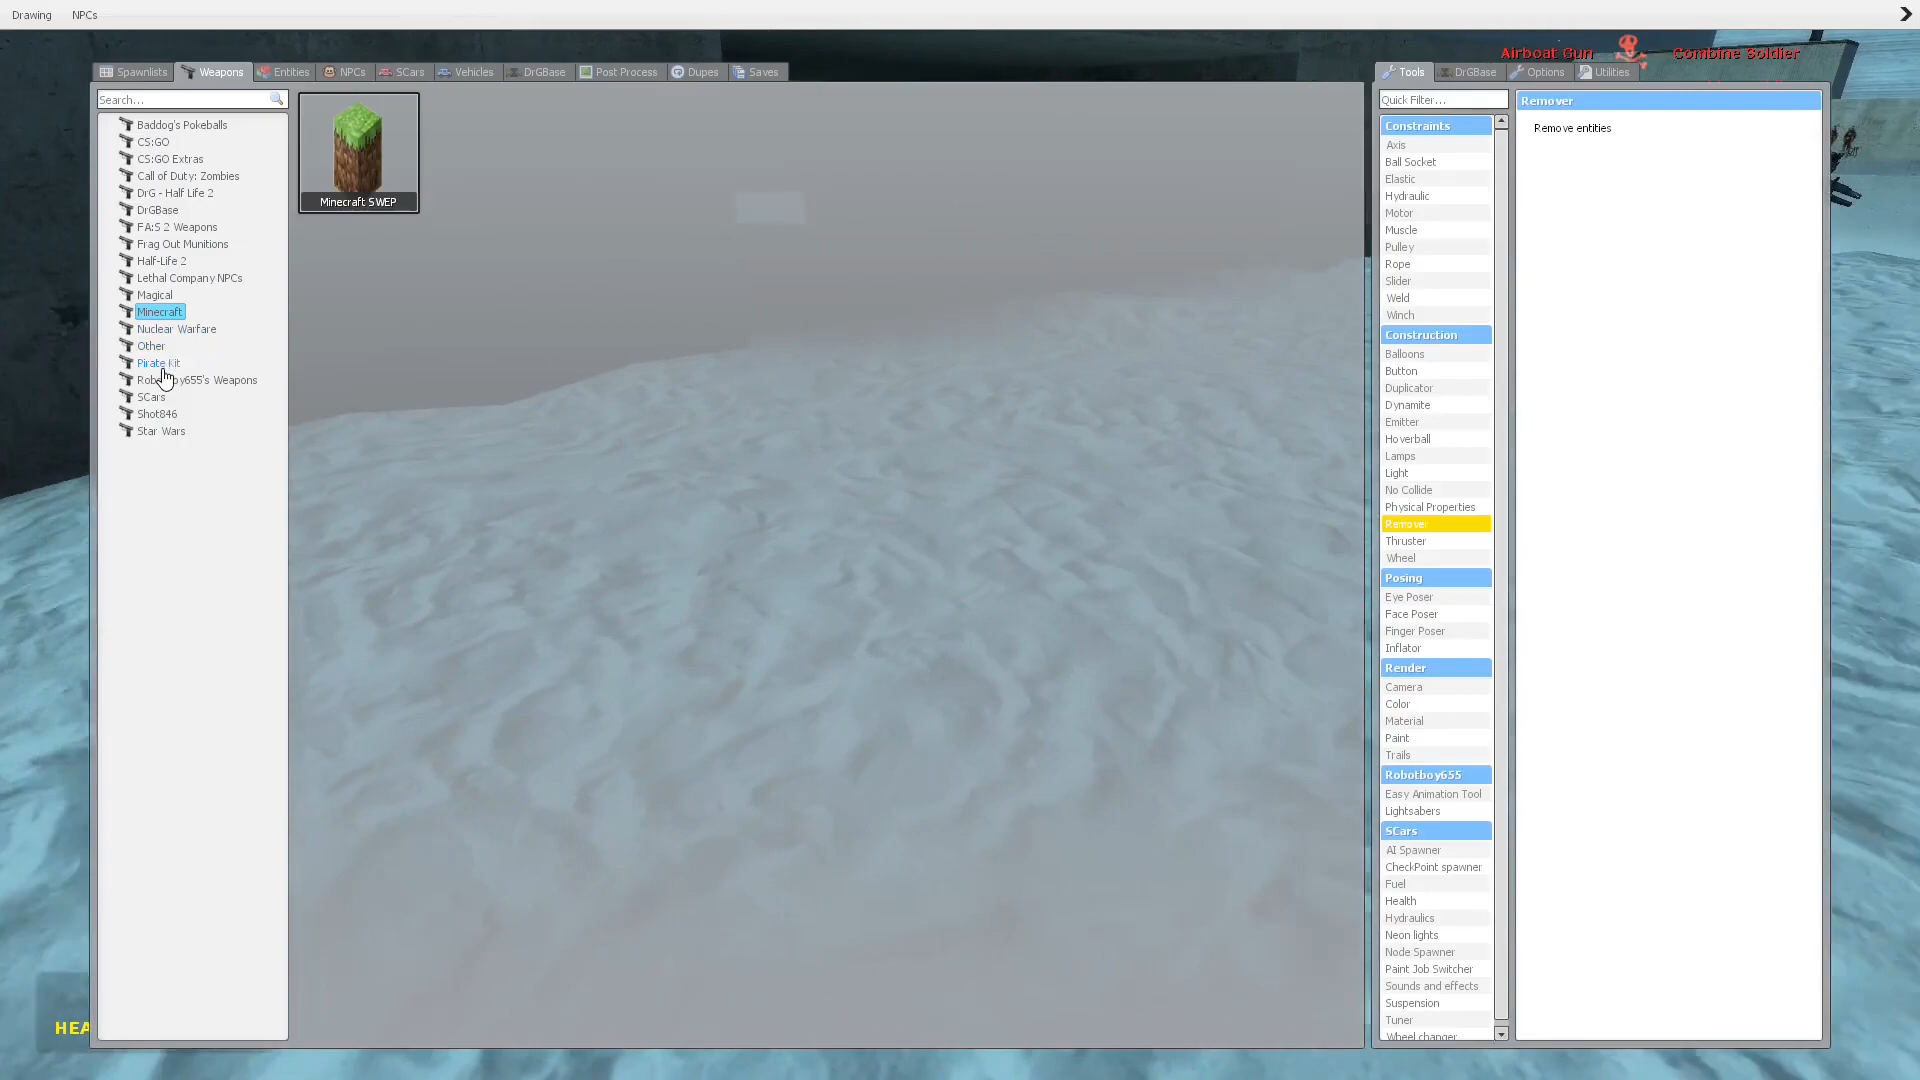 Drawing NPCs
Airboat Gun Combine Soldier
Spawnlists Weapons Entities NPCs SCars Vehicles DrGBase Post Process Dupes Saves
Tools DrGBase Options Utilities
Search...
Baddog's Pokeballs
CS:GO
CS:GO Extras
Call of Duty: Zombies
DrG - Half Life 2
DrGBase
FA:S 2 Weapons
Frag Out Munitions
Half-Life 2
Lethal Company NPCs
Magical
Minecraft
Nuclear Warfare
Other
Pirate Kit
Robotboy655's Weapons
SCars
Shot846
Star Wars
Minecraft SWEP
HEA
Quick Filter...
Constraints
Axis
Ball Socket
Elastic
Hydraulic
Motor
Muscle
Pulley
Rope
Slider
Weld
Winch
Construction
Balloons
Button
Duplicator
Dynamite
Emitter
Hoverball
Lamps
Light
No Collide
Physical Properties
Remover
Thruster
Wheel
Posing
Eye Poser
Face Poser
Finger Poser
Inflator
Render
Camera
Color
Material
Paint
Trails
Robotboy655
Easy Animation Tool
Lightsabers
SCars
AI Spawner
CheckPoint spawner
Fuel
Health
Hydraulics
Neon lights
Node Spawner
Paint Job Switcher
Sounds and effects
Suspension
Tuner
Wheel changer
Remover
Remove entities